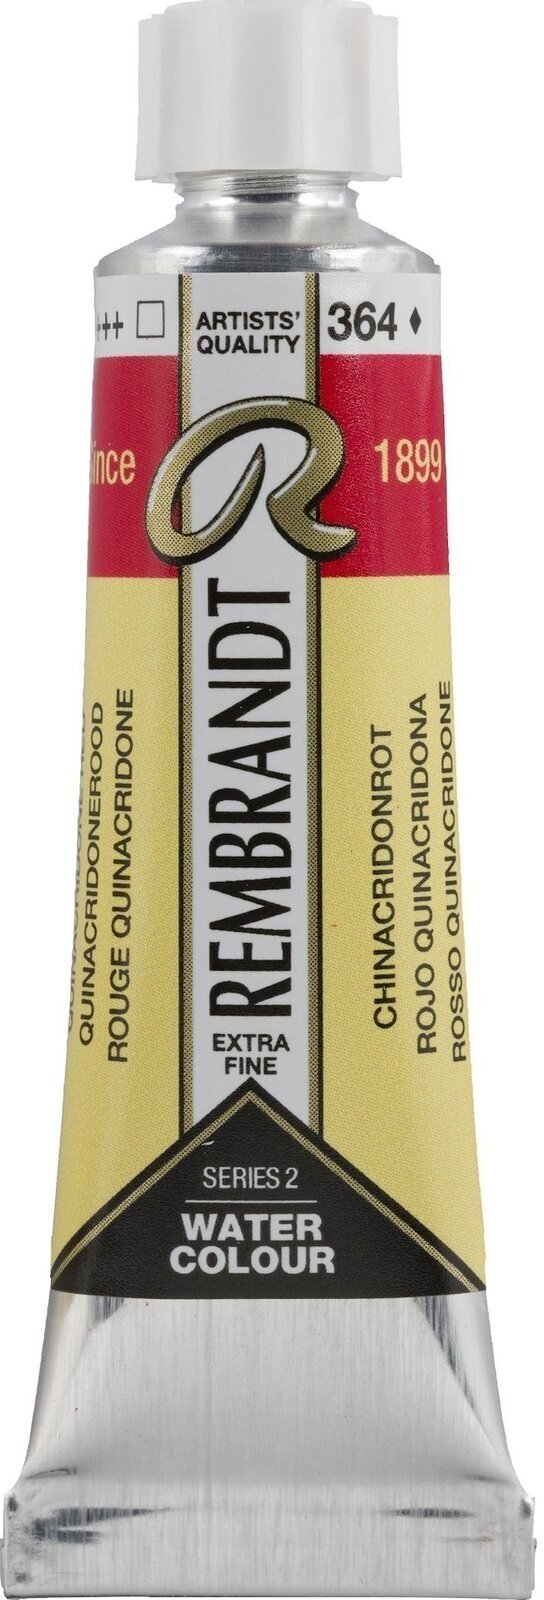 +++
ARTISTS'
QUALITY
364
Since
1899
R
REMBRANDT
EXTRA
FINE
QUINACRIDONEROOD
ROUGE QUINACRIDONE
CHINACRIDONROT
ROJO QUINACRIDONA
ROSSO QUINACRIDONE
SERIES 2
WATER
COLOUR